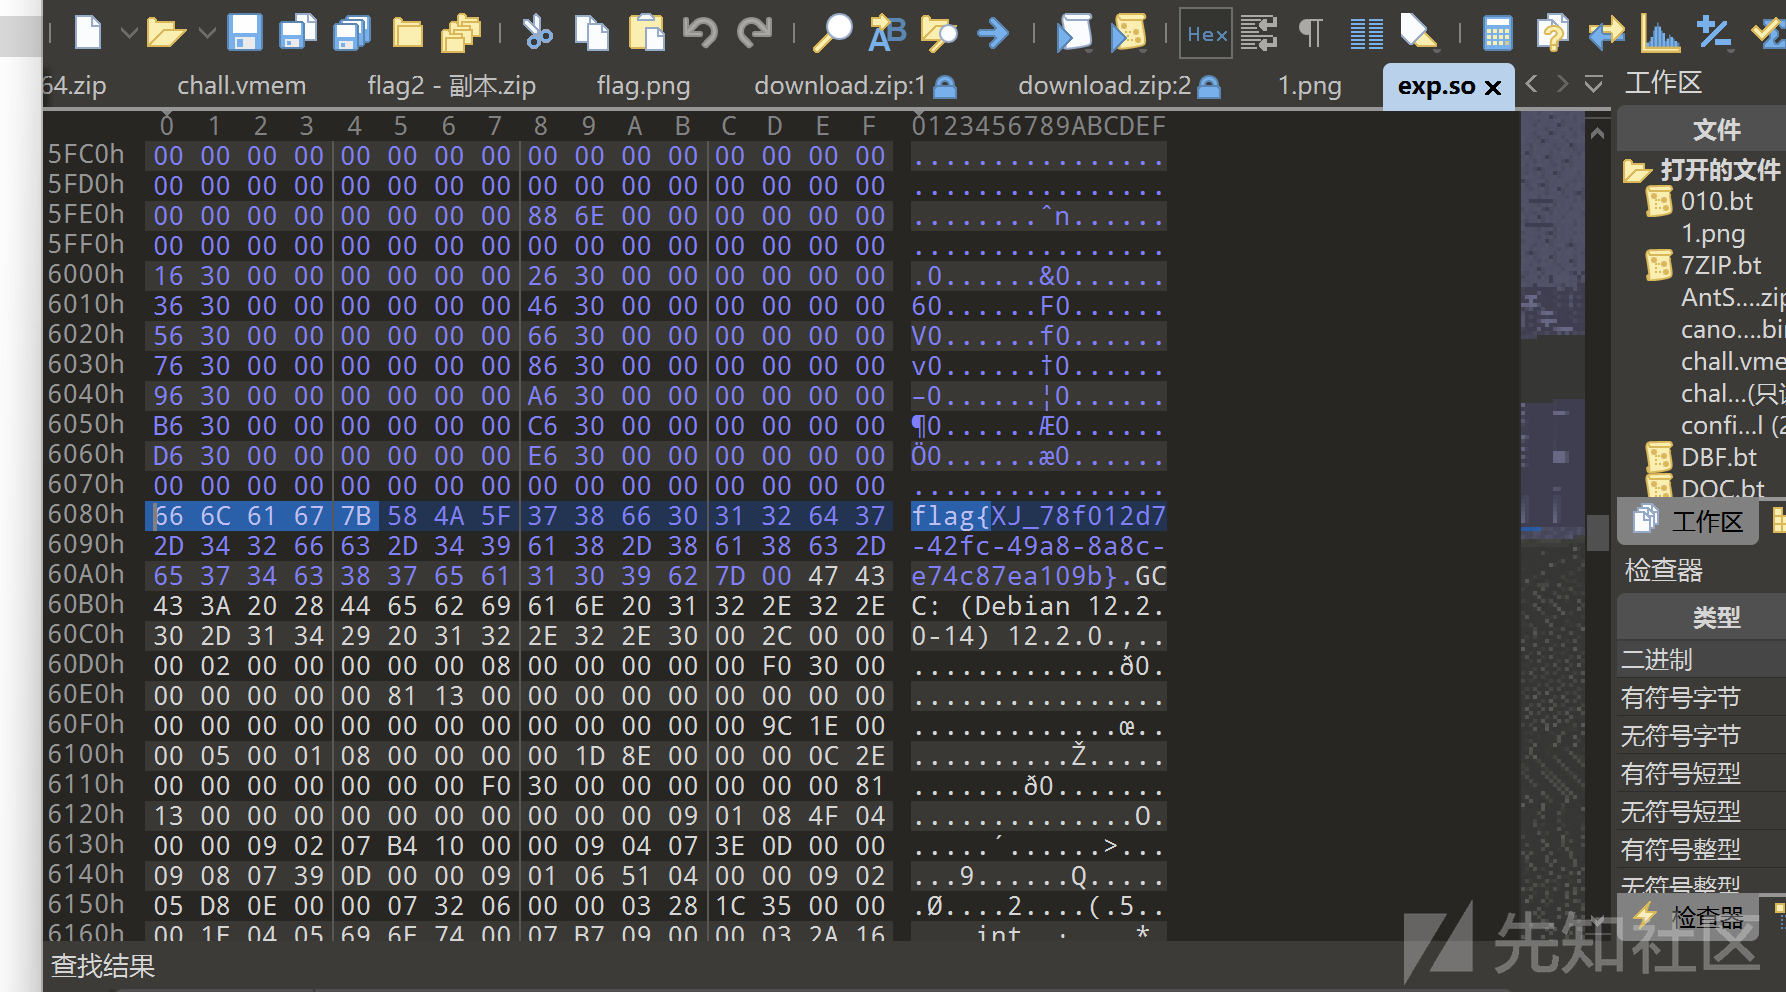 Hex
64.zip chall.vmem flag2 - 副本.zip flag.png download.zip:1 download.zip:2 1.png exp.so
工作区
0 1 2 3 4 5 6 7 8 9 A B C D E F 0123456789ABCDEF
文件
5FC0h 00 00 00 00 00 00 00 00 00 00 00 00 00 00 00 00 ................
5FD0h 00 00 00 00 00 00 00 00 00 00 00 00 00 00 00 00 ................
5FE0h 00 00 00 00 00 00 00 00 88 6E 00 00 00 00 00 00 ........ˆn......
5FF0h 00 00 00 00 00 00 00 00 00 00 00 00 00 00 00 00 ................
6000h 16 30 00 00 00 00 00 00 26 30 00 00 00 00 00 00 .0......&0......
6010h 36 30 00 00 00 00 00 00 46 30 00 00 00 00 00 00 60......F0......
6020h 56 30 00 00 00 00 00 00 66 30 00 00 00 00 00 00 V0......f0......
6030h 76 30 00 00 00 00 00 00 86 30 00 00 00 00 00 00 v0......†0......
6040h 96 30 00 00 00 00 00 00 A6 30 00 00 00 00 00 00 –0......¦0......
6050h B6 30 00 00 00 00 00 00 C6 30 00 00 00 00 00 00 ¶0......Æ0......
6060h D6 30 00 00 00 00 00 00 E6 30 00 00 00 00 00 00 Ö0......æ0......
6070h 00 00 00 00 00 00 00 00 00 00 00 00 00 00 00 00 ................
6080h 66 6C 61 67 7B 58 4A 5F 37 38 66 30 31 32 64 37 flag{XJ_78f012d7
6090h 2D 34 32 66 63 2D 34 39 61 38 2D 38 61 38 63 2D -42fc-49a8-8a8c-
60A0h 65 37 34 63 38 37 65 61 31 30 39 62 7D 00 47 43 e74c87ea109b}.GC
60B0h 43 3A 20 28 44 65 62 69 61 6E 20 31 32 2E 32 2E C: (Debian 12.2.
60C0h 30 2D 31 34 29 20 31 32 2E 32 2E 30 00 2C 00 00 0-14) 12.2.0.,..
60D0h 00 02 00 00 00 00 00 08 00 00 00 00 00 F0 30 00 .............ð0.
60E0h 00 00 00 00 00 81 13 00 00 00 00 00 00 00 00 00 ................
60F0h 00 00 00 00 00 00 00 00 00 00 00 00 00 9C 1E 00 .............œ..
6100h 00 05 00 01 08 00 00 00 00 1D 8E 00 00 00 0C 2E ..........Ž.....
6110h 00 00 00 00 00 00 00 F0 30 00 00 00 00 00 00 81 .......ð0.......
6120h 13 00 00 00 00 00 00 00 00 00 00 09 01 08 4F 04 ..............O.
6130h 00 00 09 02 07 B4 10 00 00 09 04 07 3E 0D 00 00 .....´......>...
6140h 09 08 07 39 0D 00 00 09 01 06 51 04 00 00 09 02 ...9......Q.....
6150h 05 D8 0E 00 00 07 32 06 00 00 03 28 1C 35 00 00 .Ø....2....(.5..
6160h 00 1E 04 05 69 6E 74 00 07 B7 09 00 00 03 2A 16 ....int..·....*.
打开的文件
010.bt
1.png
7ZIP.bt
AntS....zip
cano....bin
chall.vme
chal...(只读
confi...l (2
DBF.bt
DOC.bt
工作区
检查器
类型
二进制
有符号字节
无符号字节
有符号短型
无符号短型
有符号整型
无符号整型
检查器
查找结果
先知社区